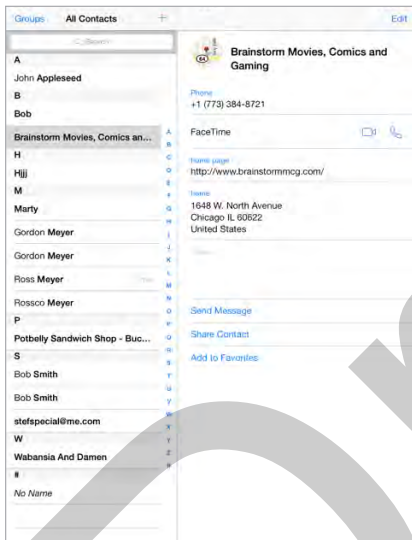 Groups
All Contacts
+
Search
A
John Appleseed
B
Bob
Brainstorm Movies, Comics an...
H
Hijj
M
Marty
Gordon Meyer
Gordon Meyer
Ross Meyer
Rossco Meyer
P
Potbelly Sandwich Shop - Buc...
S
Bob Smith
Bob Smith
stefspecial@me.com
W
Wabansia And Damen
#
No Name
A
B
C
D
E
F
G
H
I
J
K
L
M
N
O
P
Q
R
S
T
U
V
W
X
Y
Z
#
Edit
64
Brainstorm Movies, Comics and
Gaming
Phone
+1 (773) 384-8721
FaceTime
home page
http://www.brainstormmcg.com/
home
1648 W. North Avenue
Chicago IL 60622
United States
Send Message
Share Contact
Add to Favorites